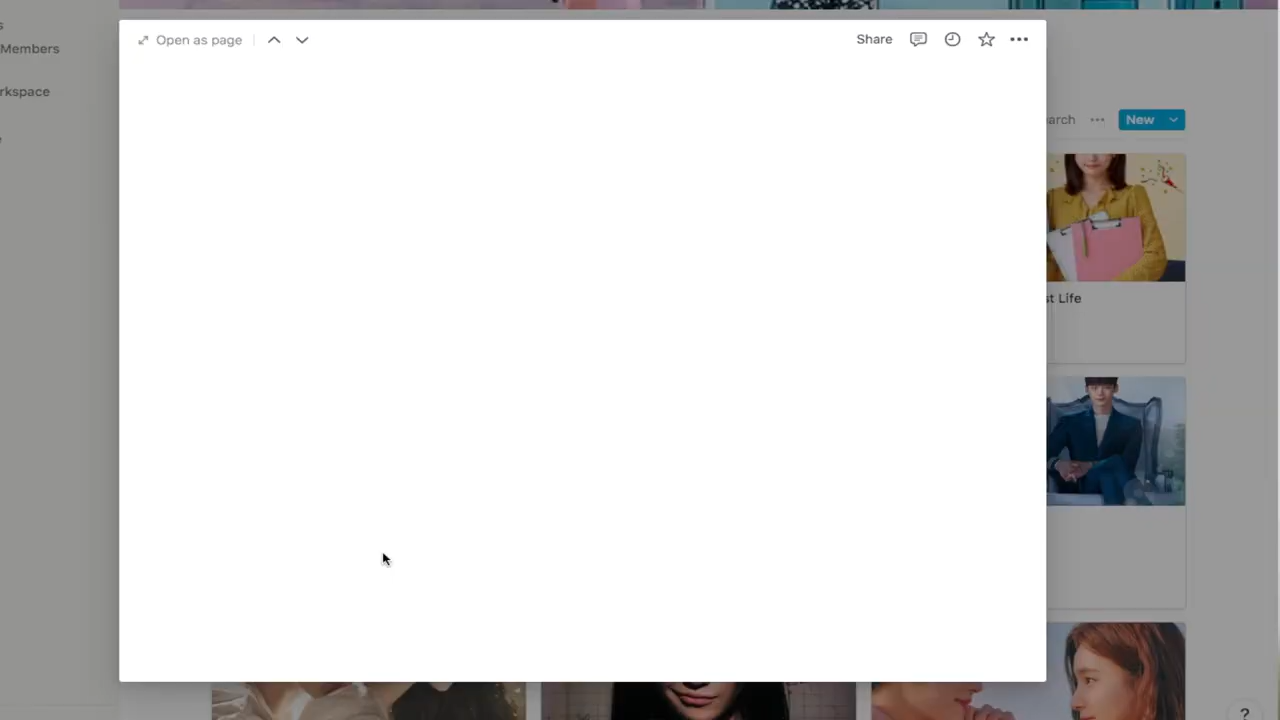 s
Members
rkspace
Open as page
Share
arch
New
st Life
?